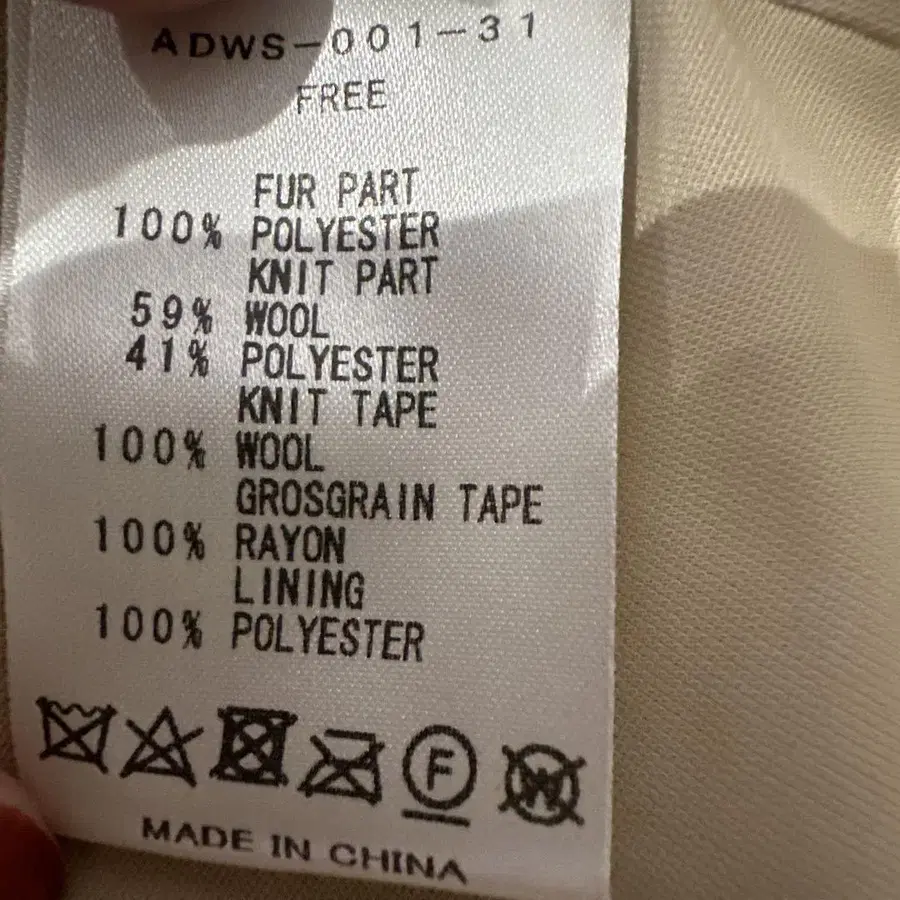 ADWS-001-31
FREE
FUR PART
100% POLYESTER
KNIT PART
59% WOOL
41% POLYESTER
KNIT TAPE
100% WOOL
GROSGRAIN TAPE
100% RAYON
LINING
100% POLYESTER
F W
MADE IN CHINA